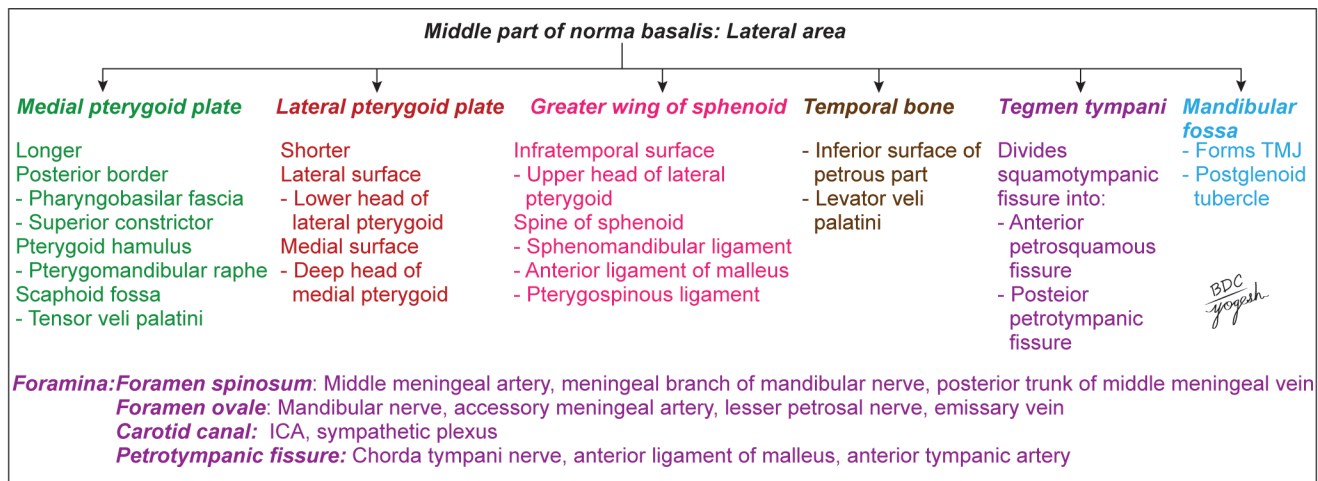 Middle part of norma basalis: Lateral area
Medial pterygoid plate
Longer
Posterior border
- Pharyngobasilar fascia
- Superior constrictor
Pterygoid hamulus
- Pterygomandibular raphe
Scaphoid fossa
- Tensor veli palatini
Lateral pterygoid plate
Shorter
Lateral surface
- Lower head of
lateral pterygoid
Medial surface
- Deep head of
medial pterygoid
Greater wing of sphenoid
Infratemporal surface
- Upper head of lateral
pterygoid
Spine of sphenoid
- Sphenomandibular ligament
- Anterior ligament of malleus
- Pterygospinous ligament
Temporal bone
- Inferior surface of
petrous part
- Levator veli
palatini
Tegmen tympani
Divides
squamotympanic
fissure into:
- Anterior
petrosquamous
fissure
- Posteior
petrotympanic
fissure
Mandibular
fossa
- Forms TMJ
- Postglenoid
tubercle
BDC
yogesh
Foramina: Foramen spinosum: Middle meningeal artery, meningeal branch of mandibular nerve, posterior trunk of middle meningeal vein
Foramen ovale: Mandibular nerve, accessory meningeal artery, lesser petrosal nerve, emissary vein
Carotid canal: ICA, sympathetic plexus
Petrotympanic fissure: Chorda tympani nerve, anterior ligament of malleus, anterior tympanic artery